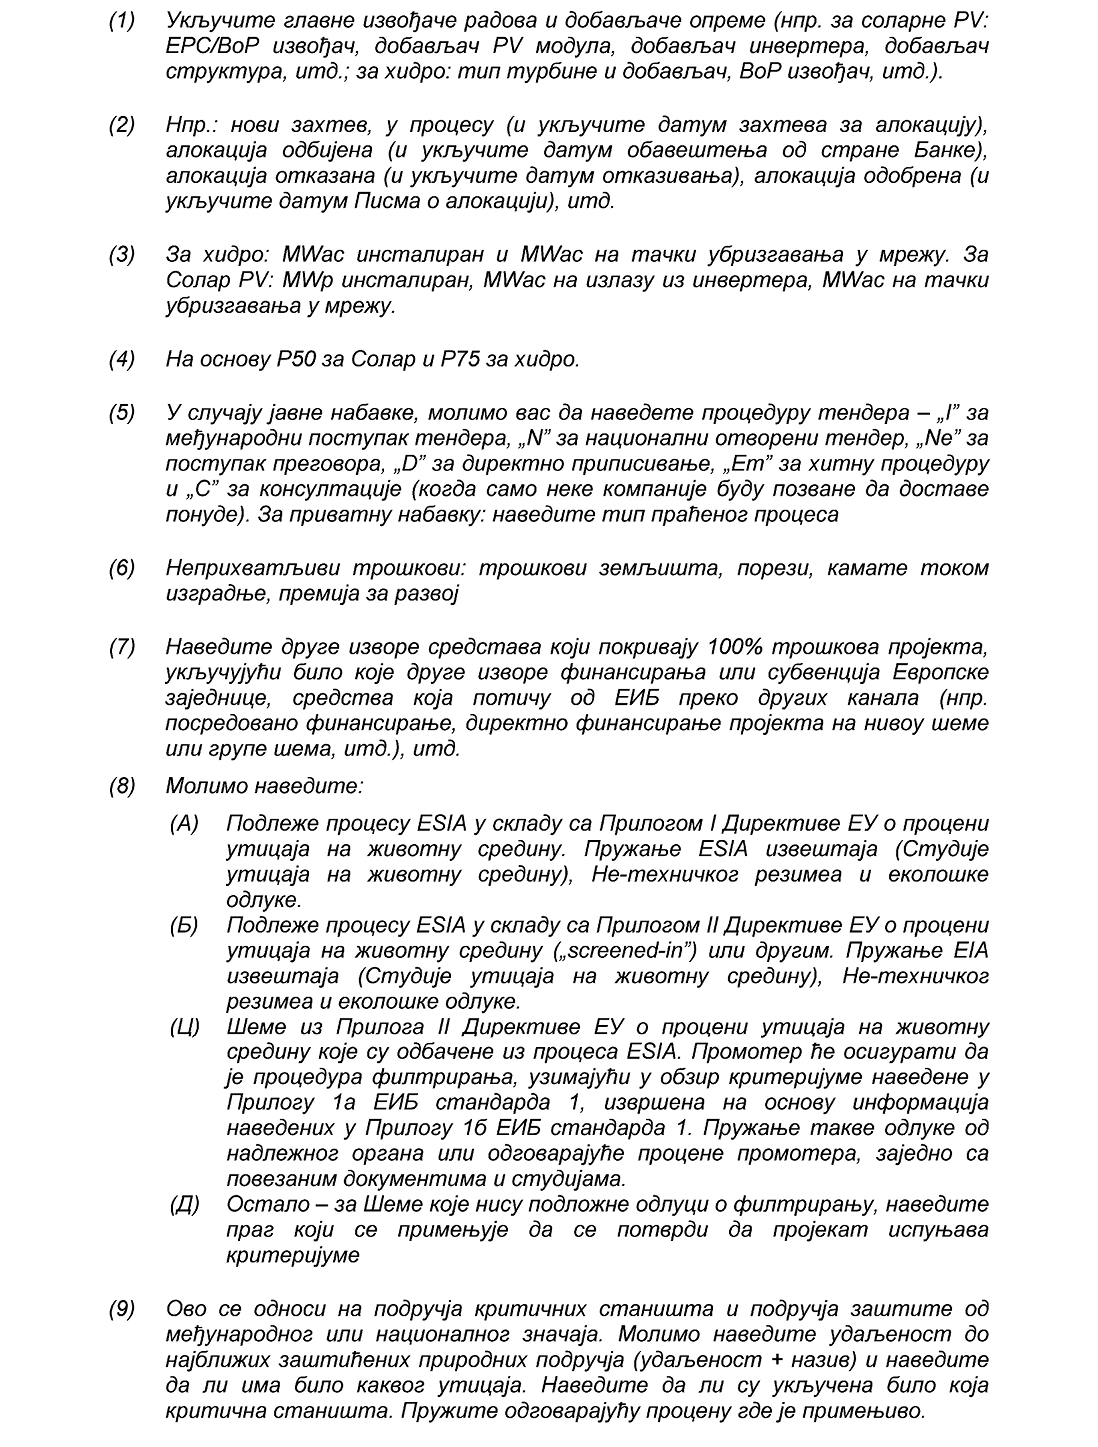 (1) Укључите главне извођаче радова и добављаче опреме (нпр. за соларне PV:
EPC/BoP извођач, добављач PV модула, добављач инвертера, добављач
структура, итд.; за хидро: тип турбине и добављач, BoP извођач, итд.).
(2) Нпр.: нови захтев, у процесу (и укључите датум захтева за алокацију),
алокација одбијена (и укључите датум обавештења од стране Банке),
алокација отказана (и укључите датум отказивања), алокација одобрена (и
укључите датум Писма о алокацији), итд.
(3) За хидро: MWac инсталиран и MWac на тачки убризгавања у мрежу. За
Солар PV: MWp инсталиран, MWac на излазу из инвертера, MWac на тачки
убризгавања у мрежу.
(4) На основу P50 за Солар и P75 за хидро.
(5) У случају јавне набавке, молимо вас да наведете процедуру тендера – „I” за
међународни поступак тендера, „N” за национални отворени тендер, „Ne” за
поступак преговора, „D” за директно приписивање, „Em” за хитну процедуру
и „C” за консултације (когда само неке компаније буду позване да доставе
понуде). За приватну набавку: наведите тип праћеног процеса
(6) Неприхватљиви трошкови: трошкови земљишта, порези, камате током
изградње, премија за развој
(7) Наведите друге изворе средстава који покривају 100% трошкова пројекта,
укључујући било које друге изворе финансирања или субвенција Европске
заједнице, средства која потичу од ЕИБ преко других канала (нпр.
посредовано финансирање, директно финансирање пројекта на нивоу шеме
или групе шема, итд.), итд.
(8) Молимо наведите:
(А) Подлеже процесу ESIA у складу са Прилогом I Директиве ЕУ о процени
утицаја на животну средину. Пружање ESIA извештаја (Студије
утицаја на животну средину), Не-техничког резимеа и еколошке
одлуке.
(Б) Подлеже процесу ESIA у складу са Прилогом II Директиве ЕУ о процени
утицаја на животну средину („screened-in”) или другим. Пружање EIA
извештаја (Студије утицаја на животну средину), Не-техничког
резимеа и еколошке одлуке.
(Ц) Шеме из Прилога II Директиве ЕУ о процени утицаја на животну
средину које су одбачене из процеса ESIA. Промотер ће осигурати да
је процедура филтрирања, узимајући у обзир критеријуме наведене у
Прилогу 1а ЕИБ стандарда 1, извршена на основу информација
наведених у Прилогу 1б ЕИБ стандарда 1. Пружање такве одлуке од
надлежног органа или одговарајуће процене промотера, заједно са
повезаним документима и студијама.
(Д) Остало – за Шеме које нису подложне одлуци о филтрирању, наведите
праг који се примењује да се потврди да пројекат испуњава
критеријуме
(9) Ово се односи на подручја критичних станишта и подручја заштите од
међународног или националног значаја. Молимо наведите удаљеност до
најближих заштићених природних подручја (удаљеност + назив) и наведите
да ли има било каквог утицаја. Наведите да ли су укључена било која
критична станишта. Пружите одговарајућу процену где је примењиво.